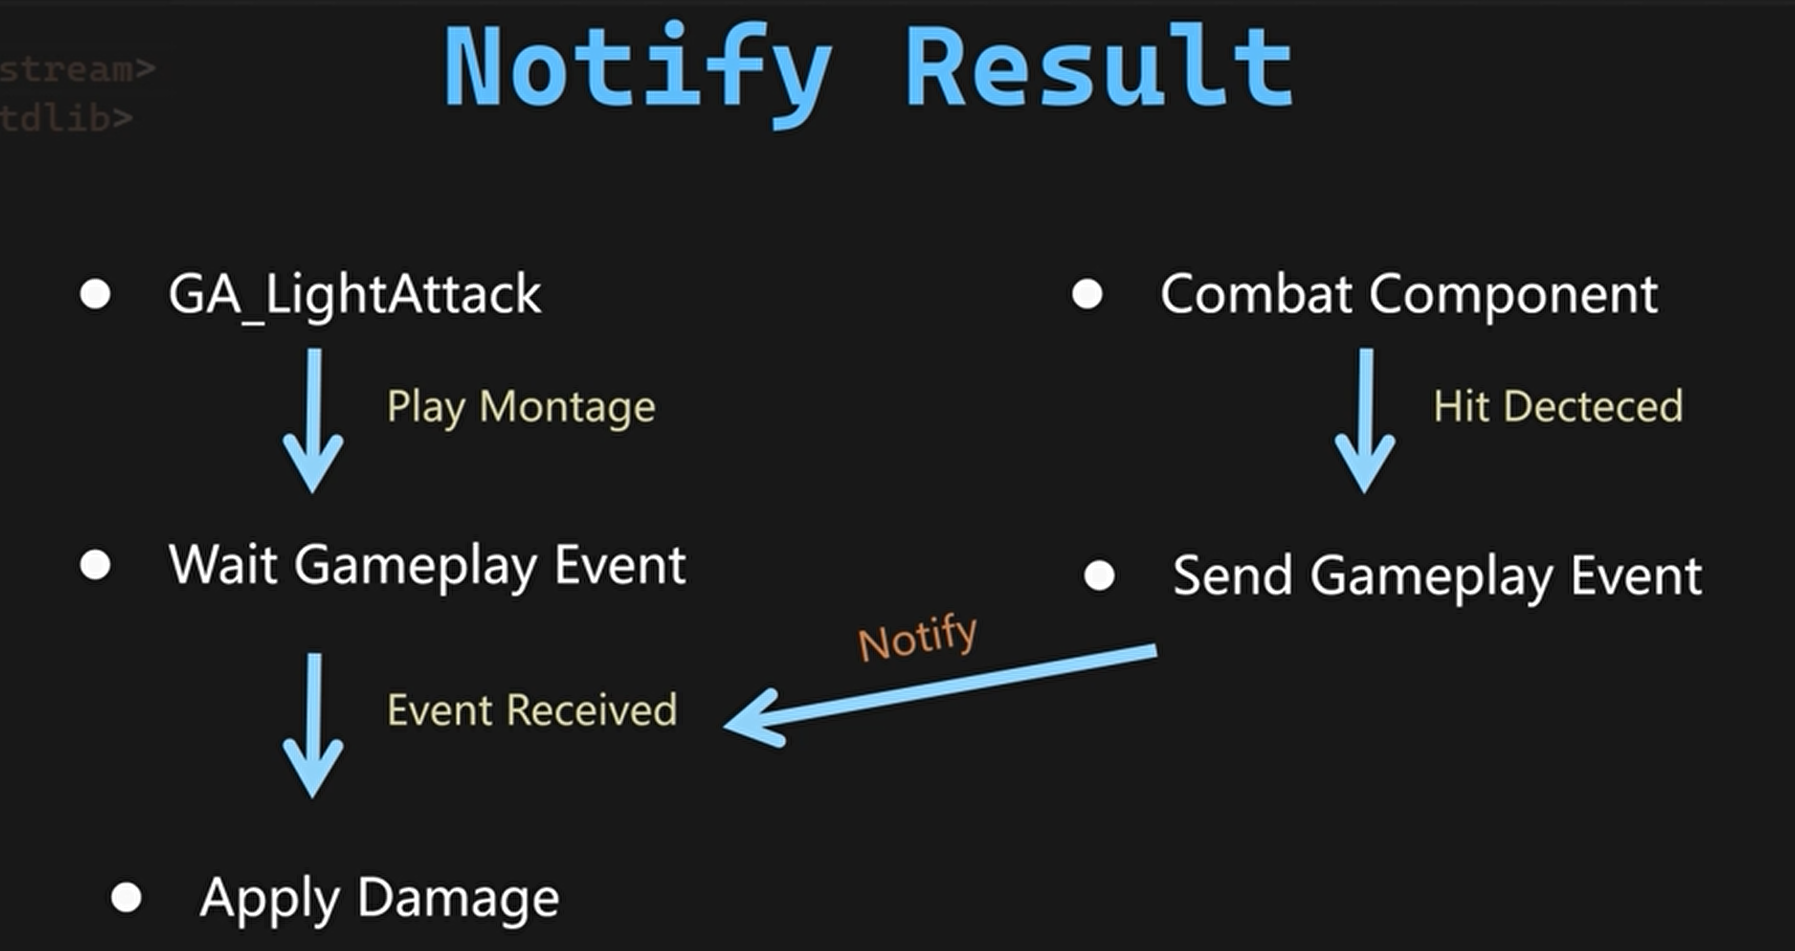 Notify Result
stream>
tdlib>
● GA_LightAttack
Play Montage
● Wait Gameplay Event
Event Received
● Apply Damage
● Combat Component
Hit Decteced
● Send Gameplay Event
Notify